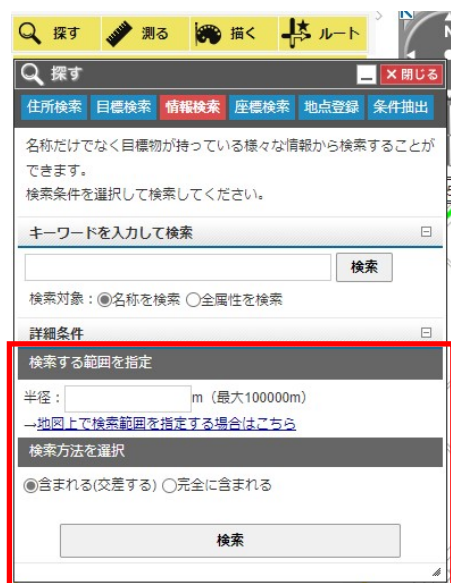 探す 測る 描く ルート
探す ×閉じる
住所検索 目標検索 情報検索 座標検索 地点登録 条件抽出
名称だけでなく目標物が持っている様々な情報から検索することが
できます。
検索条件を選択して検索してください。
キーワードを入力して検索
検索
検索対象：◉名称を検索 ○全属性を検索
詳細条件
検索する範囲を指定
半径： m（最大100000m）
→地図上で検索範囲を指定する場合はこちら
検索方法を選択
◉含まれる(交差する) ○完全に含まれる
検索